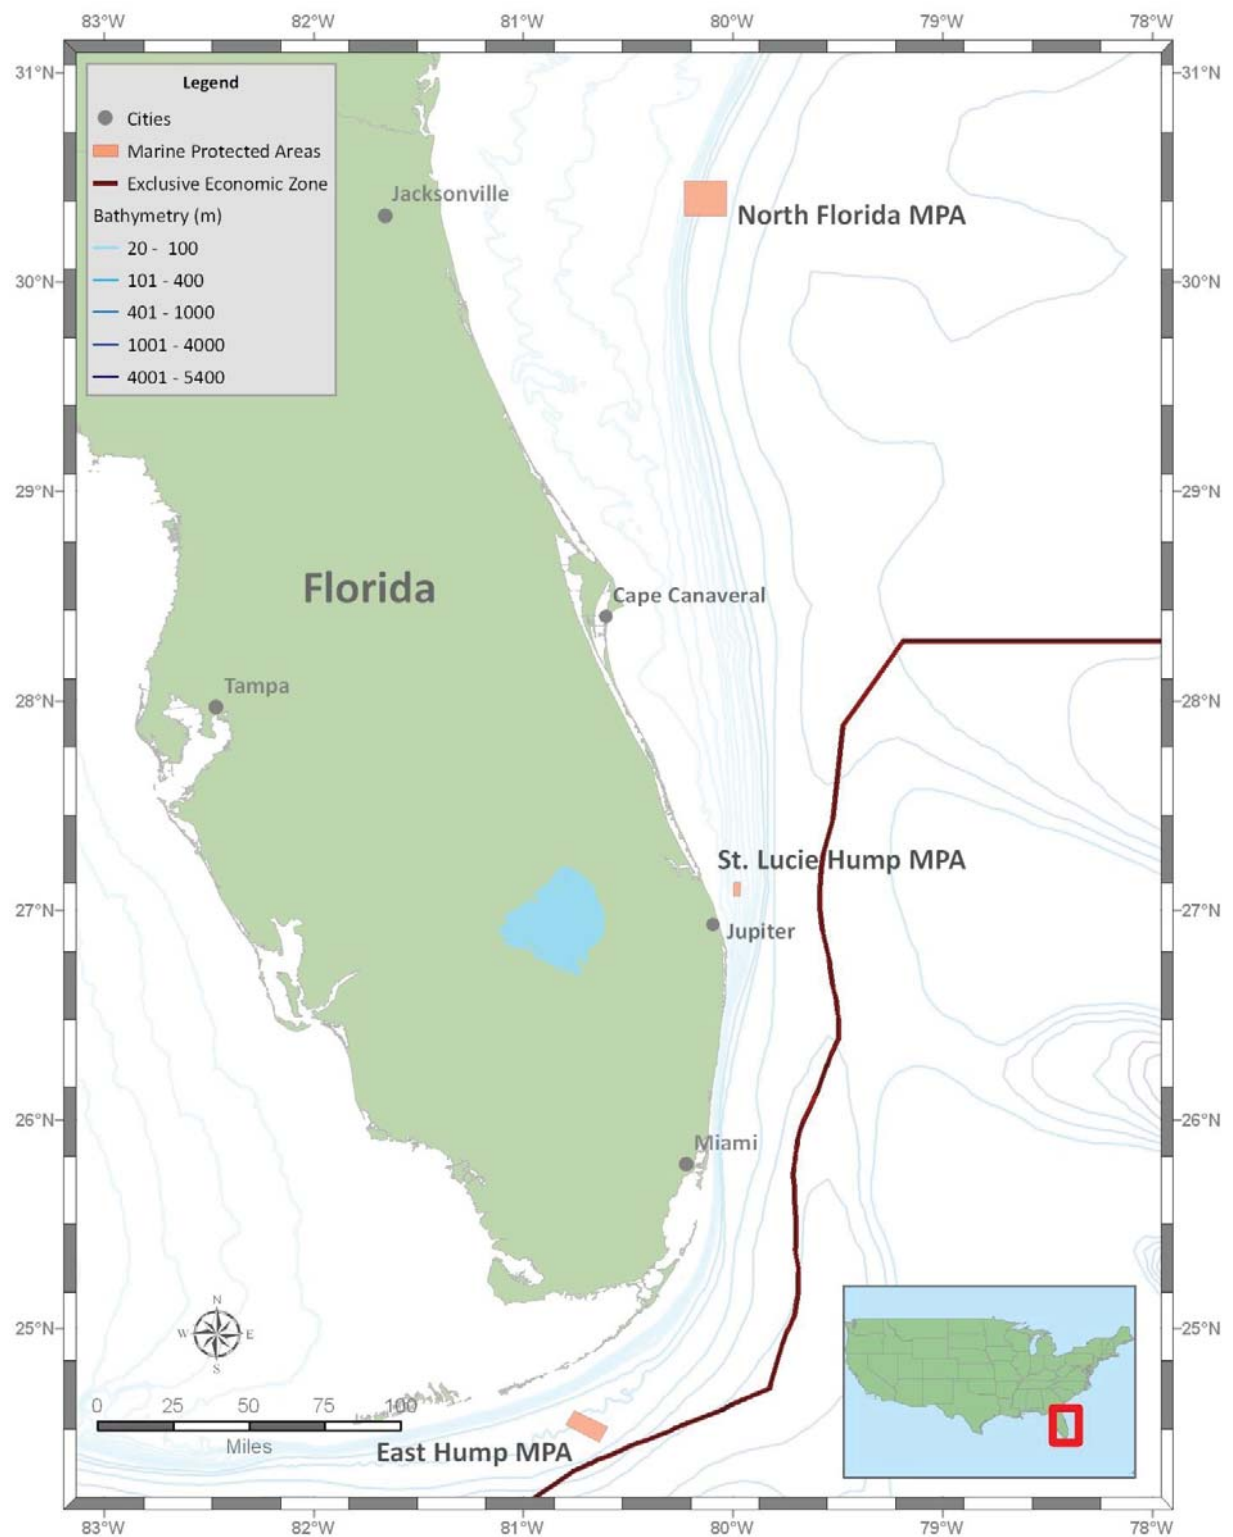 83°W 82°W 81°W 80°W 79°W 78°W
31°N 31°N
Legend
Cities
Marine Protected Areas
Exclusive Economic Zone
Bathymetry (m)
20 - 100
101 - 400
401 - 1000
1001 - 4000
4001 - 5400
Jacksonville
North Florida MPA
30°N 30°N
29°N 29°N
Florida
Cape Canaveral
28°N 28°N
Tampa
St. Lucie Hump MPA
27°N 27°N
Jupiter
26°N 26°N
Miami
25°N 25°N
N
W E
S
0 25 50 75 100
Miles
East Hump MPA
83°W 82°W 81°W 80°W 79°W 78°W